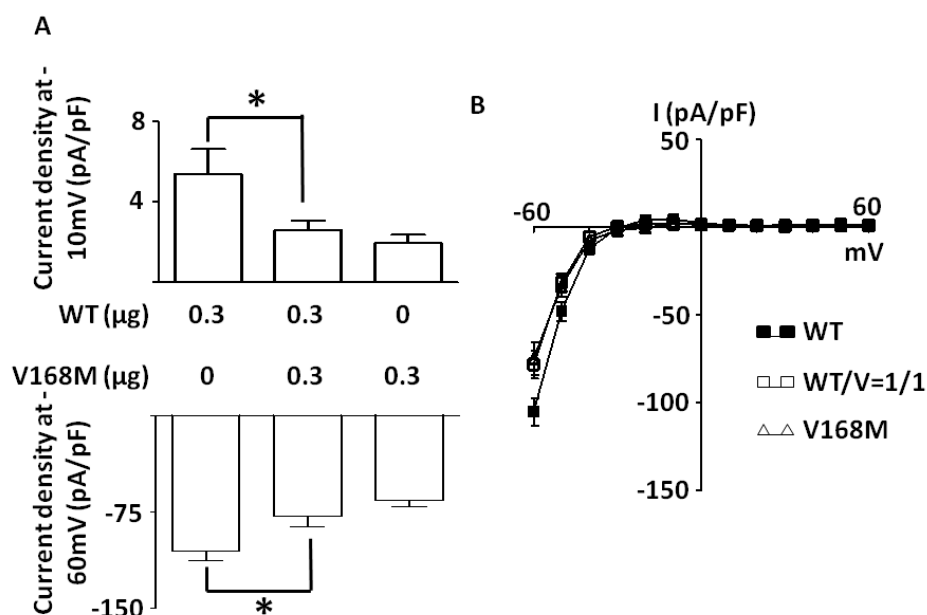 A
Current density at -
10mV (pA/pF)
8
4
*
WT (µg)
0.3
0.3
0
V168M (µg)
0
0.3
0.3
Current density at -
60mV (pA/pF)
-75
-150
*
B
I (pA/pF)
50
-60
60
mV
-50
-100
-150
WT
WT/V=1/1
V168M